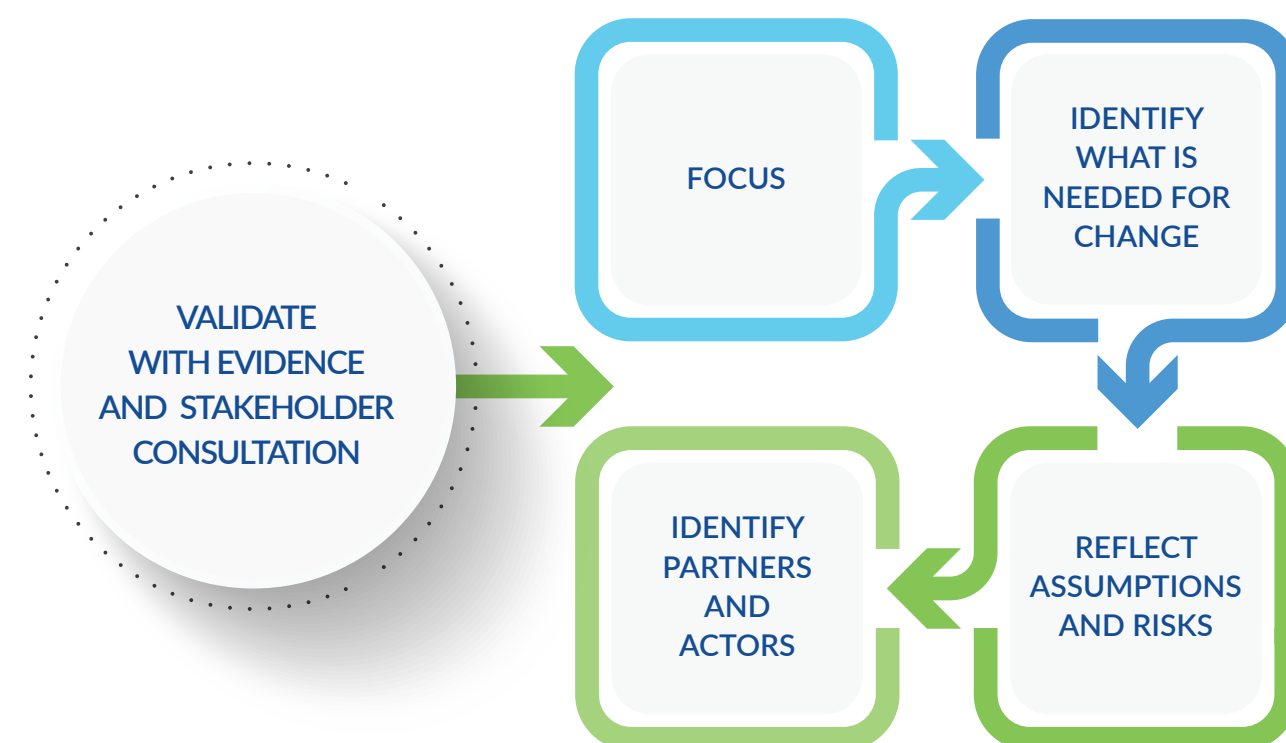 VALIDATE
WITH EVIDENCE
AND STAKEHOLDER
CONSULTATION
FOCUS
IDENTIFY
WHAT IS
NEEDED FOR
CHANGE
REFLECT
ASSUMPTIONS
AND RISKS
IDENTIFY
PARTNERS
AND
ACTORS